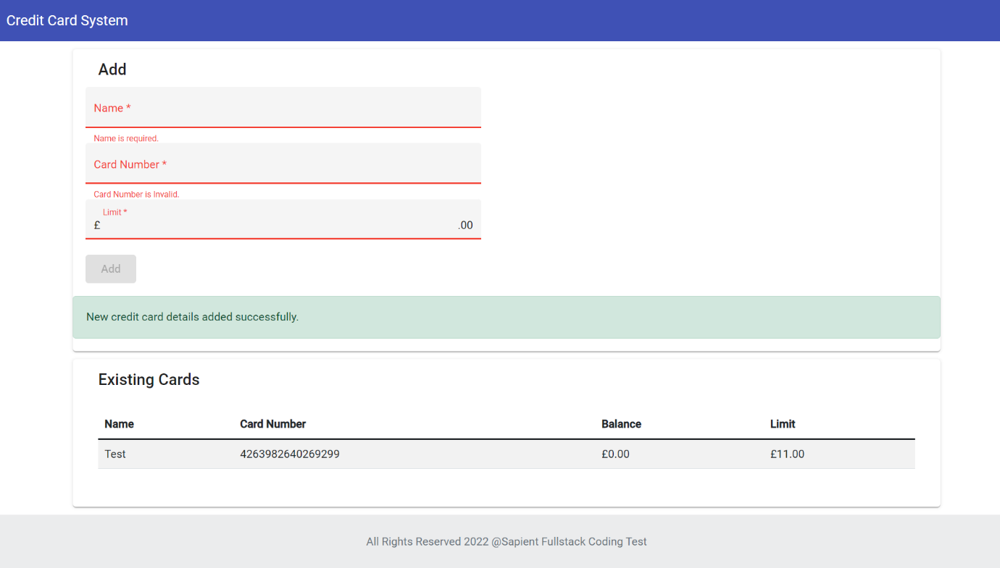 Credit Card System
Add
Name *
Name is required.
Card Number *
Card Number is Invalid.
Limit *
£ .00
Add
New credit card details added successfully.
Existing Cards
Name Card Number Balance Limit
Test 4263982640269299 £0.00 £11.00
All Rights Reserved 2022 @Sapient Fullstack Coding Test